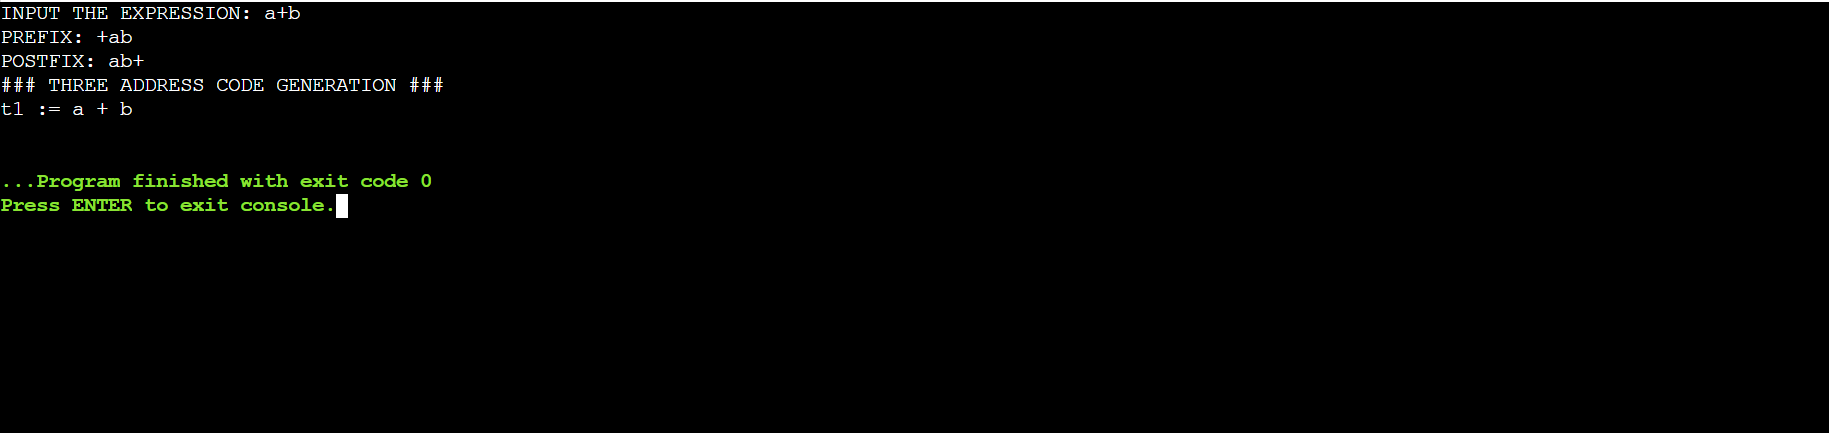 INPUT THE EXPRESSION: a+b
PREFIX: +ab
POSTFIX: ab+
### THREE ADDRESS CODE GENERATION ###
t1 := a + b
...Program finished with exit code 0
Press ENTER to exit console.